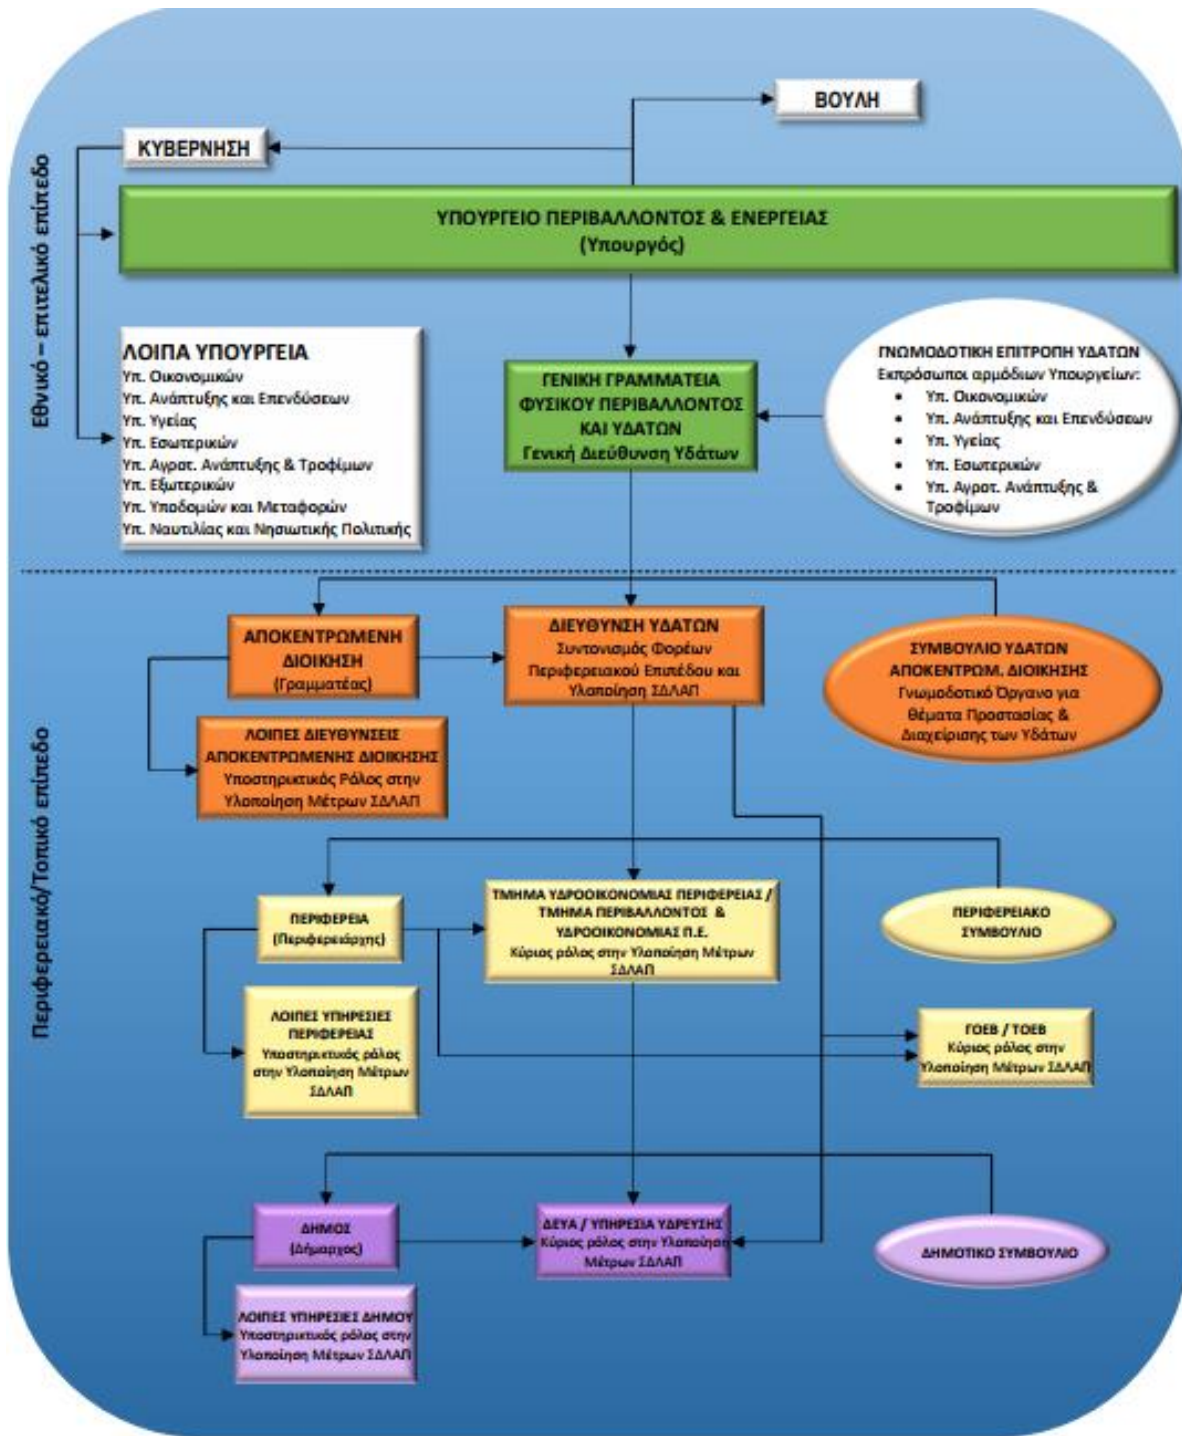 ΒΟΥΛΗ
ΚΥΒΕΡΝΗΣΗ
Εθνικό – επιτελικό επίπεδο
ΥΠΟΥΡΓΕΙΟ ΠΕΡΙΒΑΛΛΟΝΤΟΣ & ΕΝΕΡΓΕΙΑΣ
(Υπουργός)
ΛΟΙΠΑ ΥΠΟΥΡΓΕΙΑ
Υπ. Οικονομικών
Υπ. Ανάπτυξης και Επενδύσεων
Υπ. Υγείας
Υπ. Εσωτερικών
Υπ. Αγροτ. Ανάπτυξης & Τροφίμων
Υπ. Εξωτερικών
Υπ. Υποδομών και Μεταφορών
Υπ. Ναυτιλίας και Νησιωτικής Πολιτικής
ΓΕΝΙΚΗ ΓΡΑΜΜΑΤΕΙΑ
ΦΥΣΙΚΟΥ ΠΕΡΙΒΑΛΛΟΝΤΟΣ
ΚΑΙ ΥΔΑΤΩΝ
Γενική Διεύθυνση Υδάτων
ΓΝΩΜΟΔΟΤΙΚΗ ΕΠΙΤΡΟΠΗ ΥΔΑΤΩΝ
Εκπρόσωποι αρμόδιων Υπουργείων:
• Υπ. Οικονομικών
• Υπ. Ανάπτυξης και Επενδύσεων
• Υπ. Υγείας
• Υπ. Εσωτερικών
• Υπ. Αγροτ. Ανάπτυξης &
Τροφίμων
Περιφερειακό/Τοπικό επίπεδο
ΑΠΟΚΕΝΤΡΩΜΕΝΗ
ΔΙΟΙΚΗΣΗ
(Γραμματέας)
ΔΙΕΥΘΥΝΣΗ ΥΔΑΤΩΝ
Συντονισμός Φορέων
Περιφερειακού Επιπέδου και
Υλοποίηση ΣΔΛΑΠ
ΣΥΜΒΟΥΛΙΟ ΥΔΑΤΩΝ
ΑΠΟΚΕΝΤΡΩΜ. ΔΙΟΙΚΗΣΗΣ
Γνωμοδοτικό Όργανο για
θέματα Προστασίας &
Διαχείρισης των Υδάτων
ΛΟΙΠΕΣ ΔΙΕΥΘΥΝΣΕΙΣ
ΑΠΟΚΕΝΤΡΩΜΕΝΗΣ ΔΙΟΙΚΗΣΗΣ
Υποστηρικτικός Ρόλος στην
Υλοποίηση Μέτρων ΣΔΛΑΠ
ΠΕΡΙΦΕΡΕΙΑ
(Περιφερειάρχης)
ΤΜΗΜΑ ΥΔΡΟΟΙΚΟΝΟΜΙΑΣ ΠΕΡΙΦΕΡΕΙΑΣ /
ΤΜΗΜΑ ΠΕΡΙΒΑΛΛΟΝΤΟΣ &
ΥΔΡΟΟΙΚΟΝΟΜΙΑΣ Π.Ε.
Κύριος ρόλος στην Υλοποίηση Μέτρων
ΣΔΛΑΠ
ΠΕΡΙΦΕΡΕΙΑΚΟ
ΣΥΜΒΟΥΛΙΟ
ΛΟΙΠΕΣ ΥΠΗΡΕΣΙΕΣ
ΠΕΡΙΦΕΡΕΙΑΣ
Υποστηρικτικός ρόλος
στην Υλοποίηση Μέτρων
ΣΔΛΑΠ
ΓΟΕΒ / ΤΟΕΒ
Κύριος ρόλος στην
Υλοποίηση Μέτρων ΣΔΛΑΠ
ΔΗΜΟΣ
(Δήμαρχος)
ΔΕΥΑ / ΥΠΗΡΕΣΙΑ ΥΔΡΕΥΣΗΣ
Κύριος ρόλος στην Υλοποίηση
Μέτρων ΣΔΛΑΠ
ΔΗΜΟΤΙΚΟ ΣΥΜΒΟΥΛΙΟ
ΛΟΙΠΕΣ ΥΠΗΡΕΣΙΕΣ ΔΗΜΟΥ
Υποστηρικτικός ρόλος στην
Υλοποίηση Μέτρων ΣΔΛΑΠ